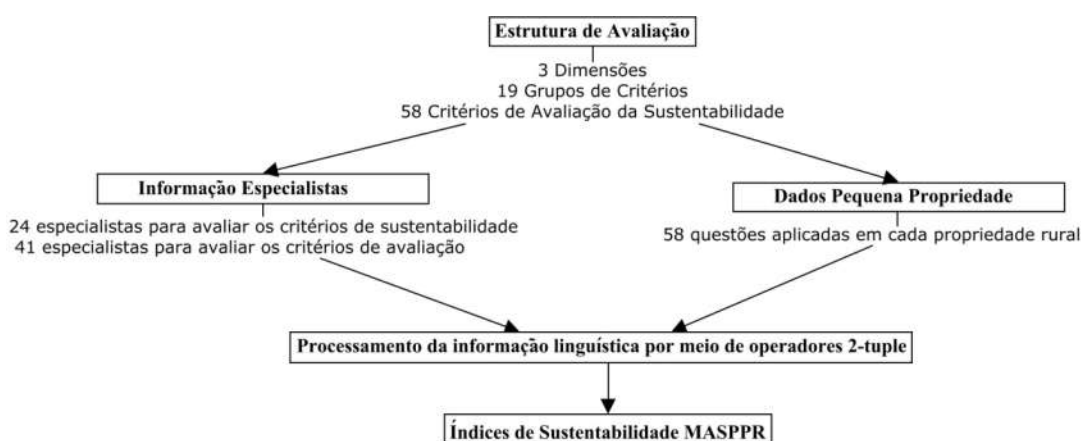 Estrutura de Avaliação
3 Dimensões
19 Grupos de Critérios
58 Critérios de Avaliação da Sustentabilidade
Informação Especialistas
24 especialistas para avaliar os critérios de sustentabilidade
41 especialistas para avaliar os critérios de avaliação
Dados Pequena Propriedade
58 questões aplicadas em cada propriedade rural
Processamento da informação linguística por meio de operadores 2-tuple
Índices de Sustentabilidade MASPPR